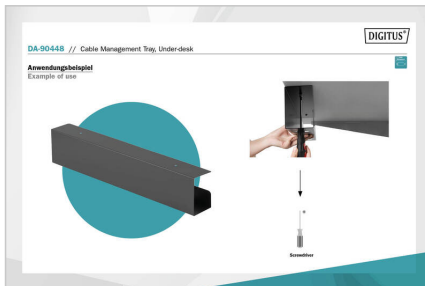 DIGITUS®
DA-90448 // Cable Management Tray, Under-desk
Anwendungsbeispiel
Example of use
Screwdriver